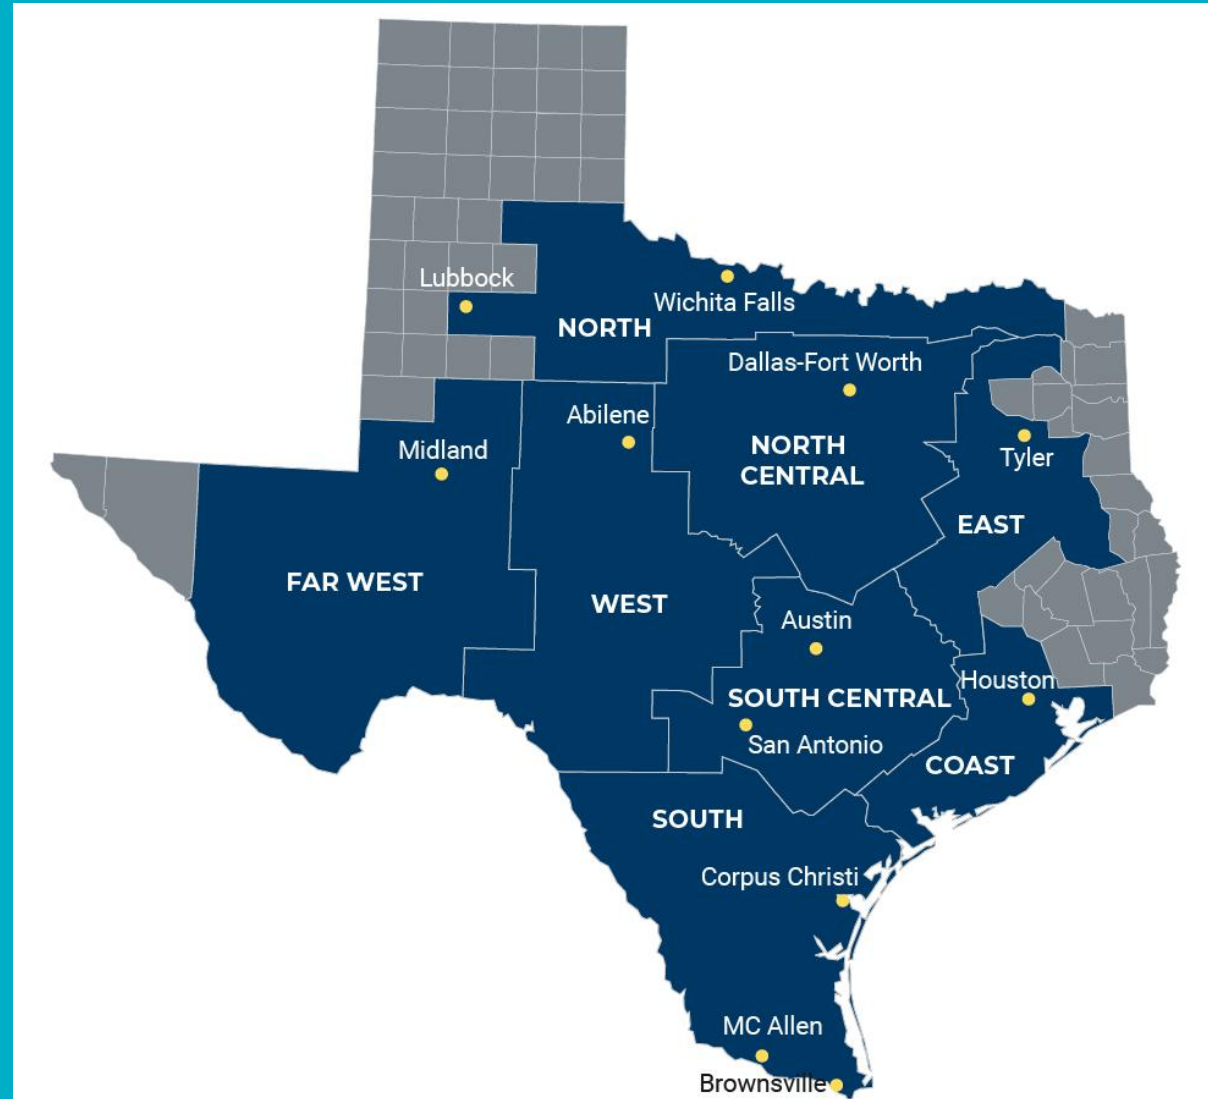 Lubbock
Wichita Falls
NORTH
Dallas-Fort Worth
Abilene
Midland
NORTH
CENTRAL
Tyler
EAST
FAR WEST
WEST
Austin
Houston
SOUTH CENTRAL
San Antonio
COAST
SOUTH
Corpus Christi
MC Allen
Brownsville